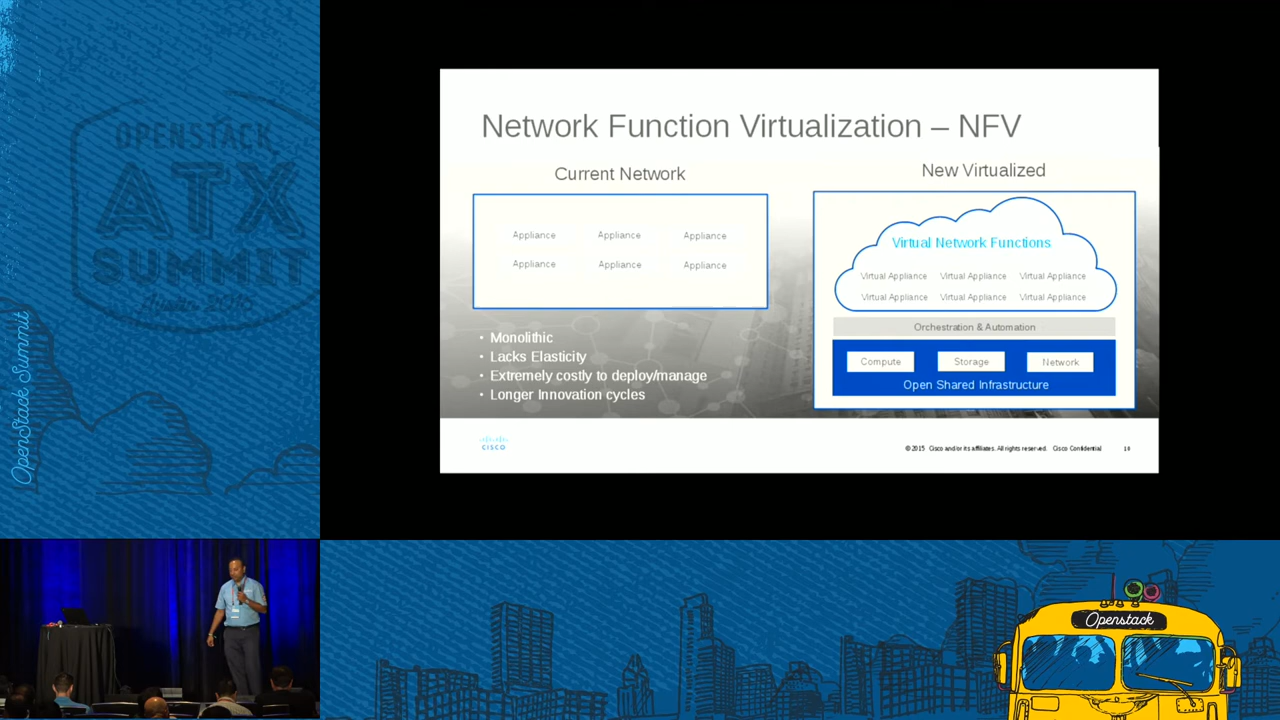 OPENSTACK
ATX
SUMMIT
OpenStack Summit
Network Function Virtualization – NFV
Current Network
Appliance Appliance Appliance
Appliance Appliance Appliance
• Monolithic
• Lacks Elasticity
• Extremely costly to deploy/manage
• Longer Innovation cycles
New Virtualized
Virtual Network Functions
Virtual Appliance Virtual Appliance Virtual Appliance
Virtual Appliance Virtual Appliance Virtual Appliance
Orchestration & Automation
Compute Storage Network
Open Shared Infrastructure
CISCO
© 2015 Cisco and/or its affiliates. All rights reserved. Cisco Confidential
Openstack